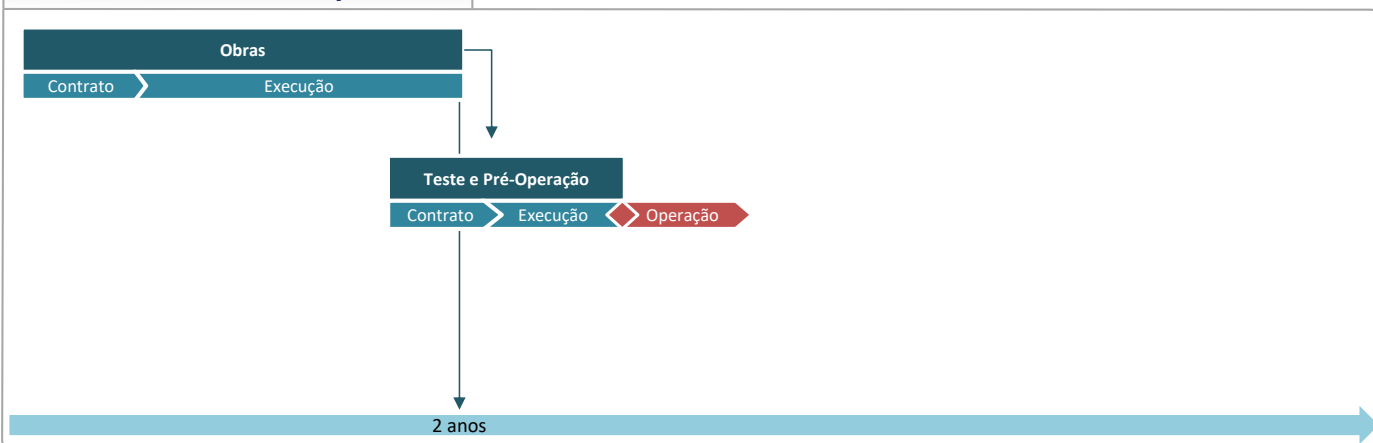 Obras
Contrato Execução
Teste e Pré-Operação
Contrato Execução Operação
2 anos